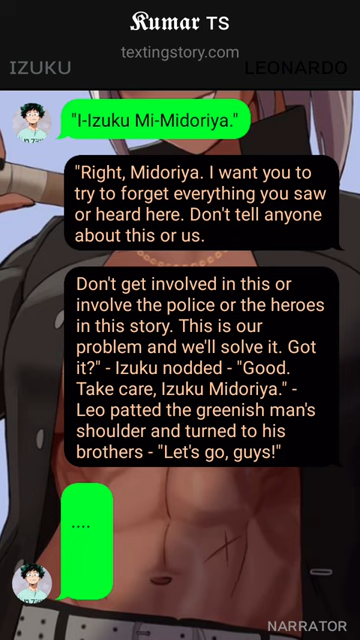 Kumar TS
textingstory.com
IZUKU
LEONARDO
"I-Izuku Mi-Midoriya."
"Right, Midoriya. I want you to
try to forget everything you saw
or heard here. Don't tell anyone
about this or us.
Don't get involved in this or
involve the police or the heroes
in this story. This is our
problem and we'll solve it. Got
it?" - Izuku nodded - "Good.
Take care, Izuku Midoriya." -
Leo patted the greenish man's
shoulder and turned to his
brothers - "Let's go, guys!"
....
NARRATOR